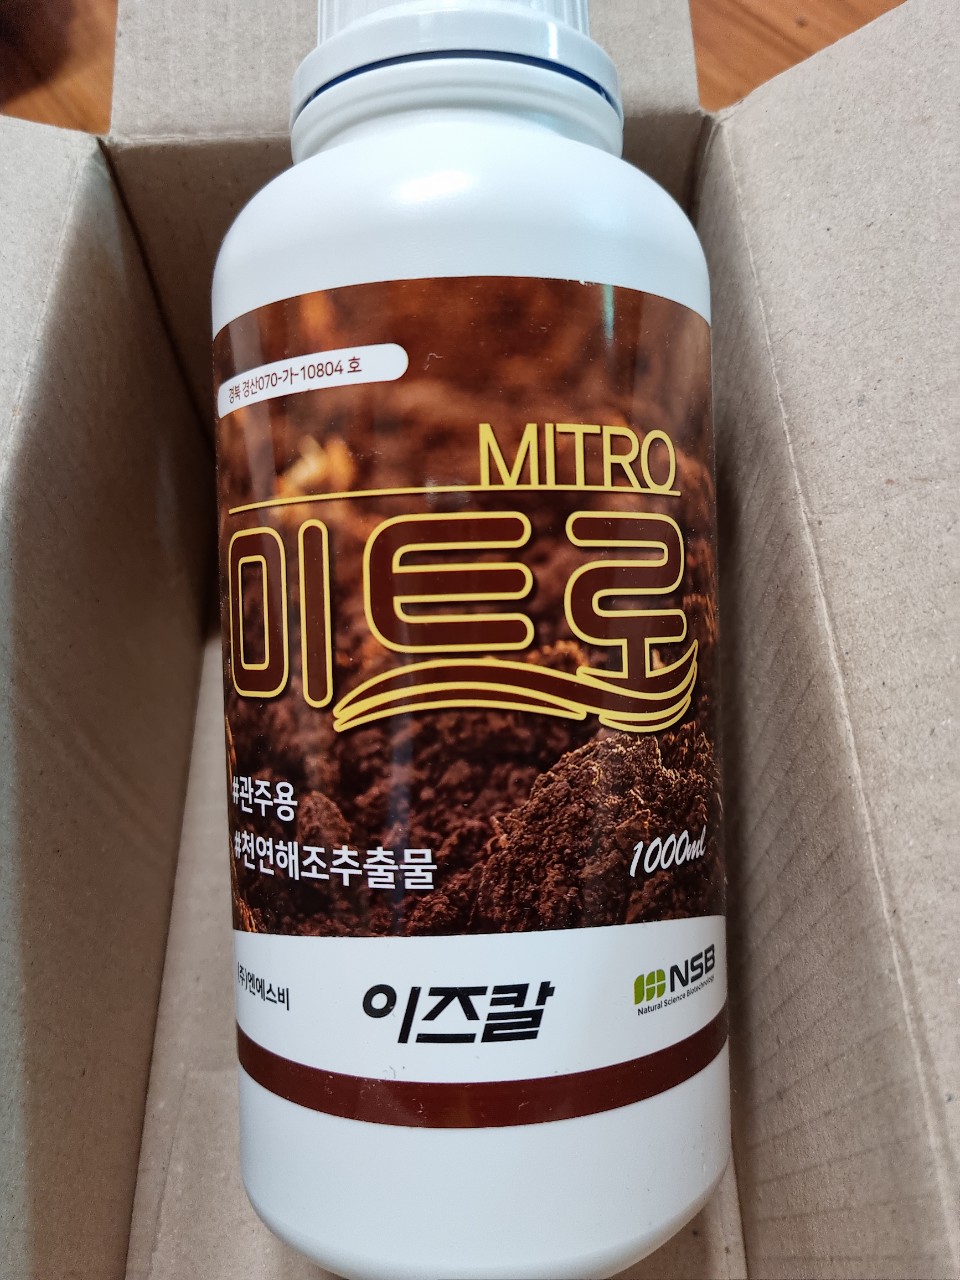 경북 경산070-가-10804 호
MITRO
미트로
#관주용
#천연해조추출물
1000ml
(주)엔에스비
이즈칼
NSB
Natural Science Biotechnology